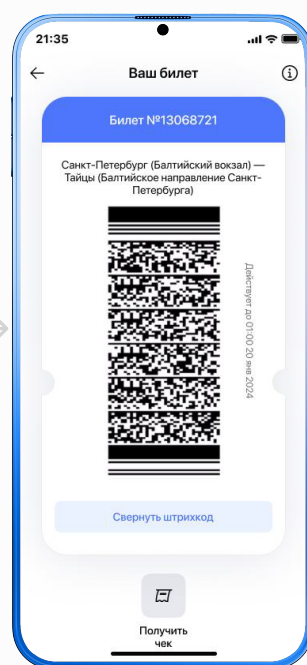 21:35
Ваш билет
Билет №13068721
Санкт-Петербург (Балтийский вокзал) —
Тайцы (Балтийское направление Санкт-
Петербурга)
Действует до 01:00 20 янв 2024
Свернуть штрихкод
Получить
чек